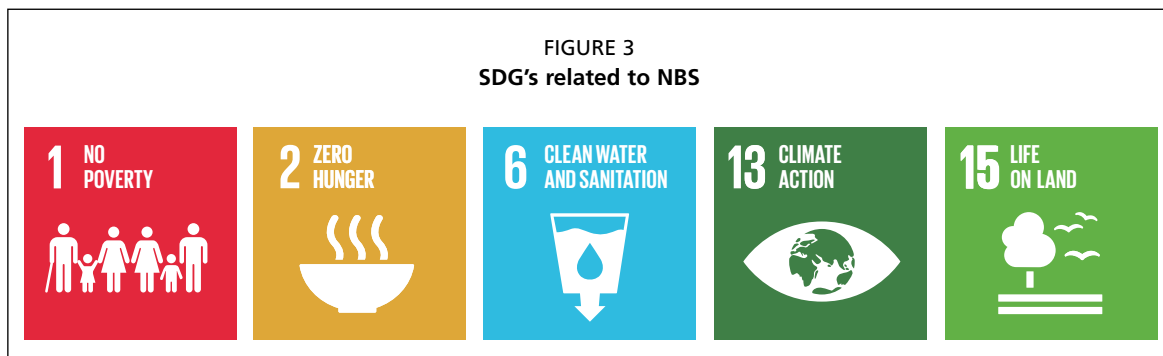 FIGURE 3
SDG's related to NBS
1 NO
POVERTY
2 ZERO
HUNGER
6 CLEAN WATER
AND SANITATION
13 CLIMATE
ACTION
15 LIFE
ON LAND